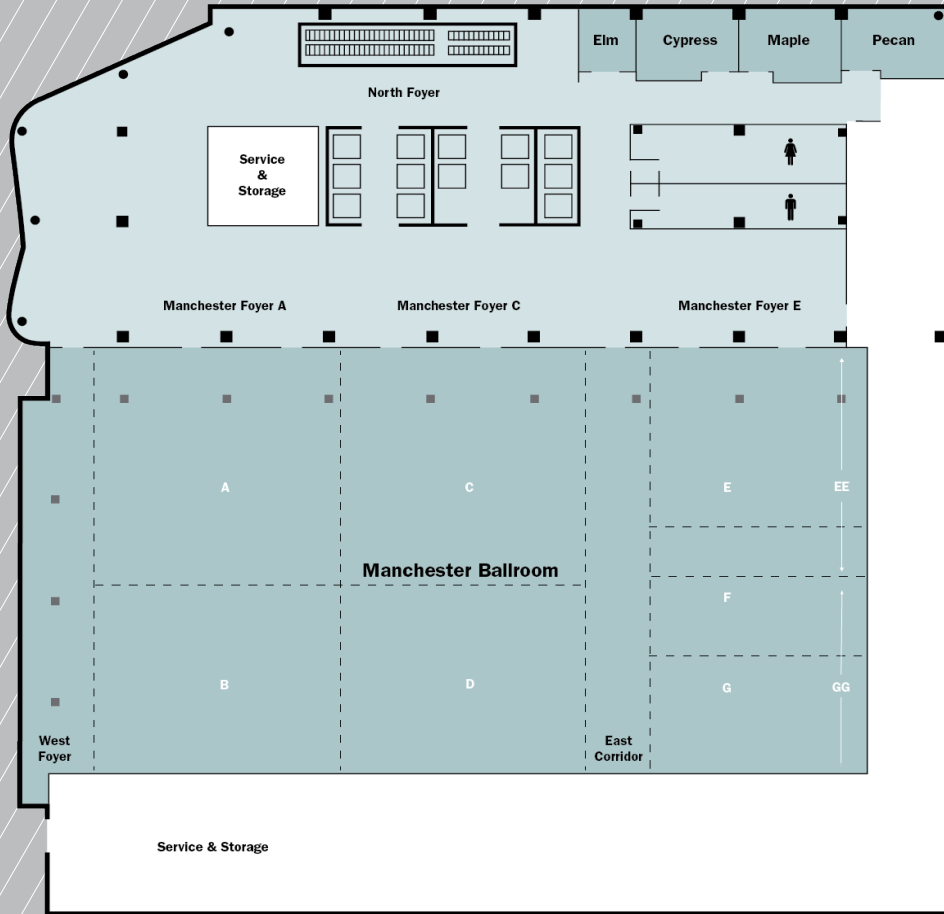 Elm
Cypress
Maple
Pecan
North Foyer
Service
&
Storage
Manchester Foyer A
Manchester Foyer C
Manchester Foyer E
A
C
E
EE
Manchester Ballroom
F
B
D
G
GG
West
Foyer
East
Corridor
Service & Storage